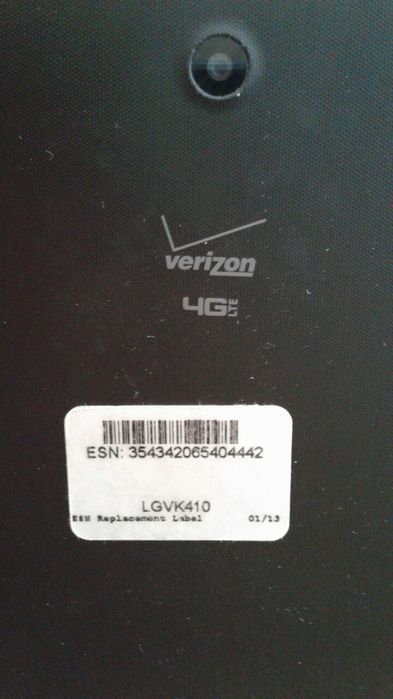 verizon
4G LTE
ESN: 354342065404442
LGVK410
ESN Replacement Label 01/13